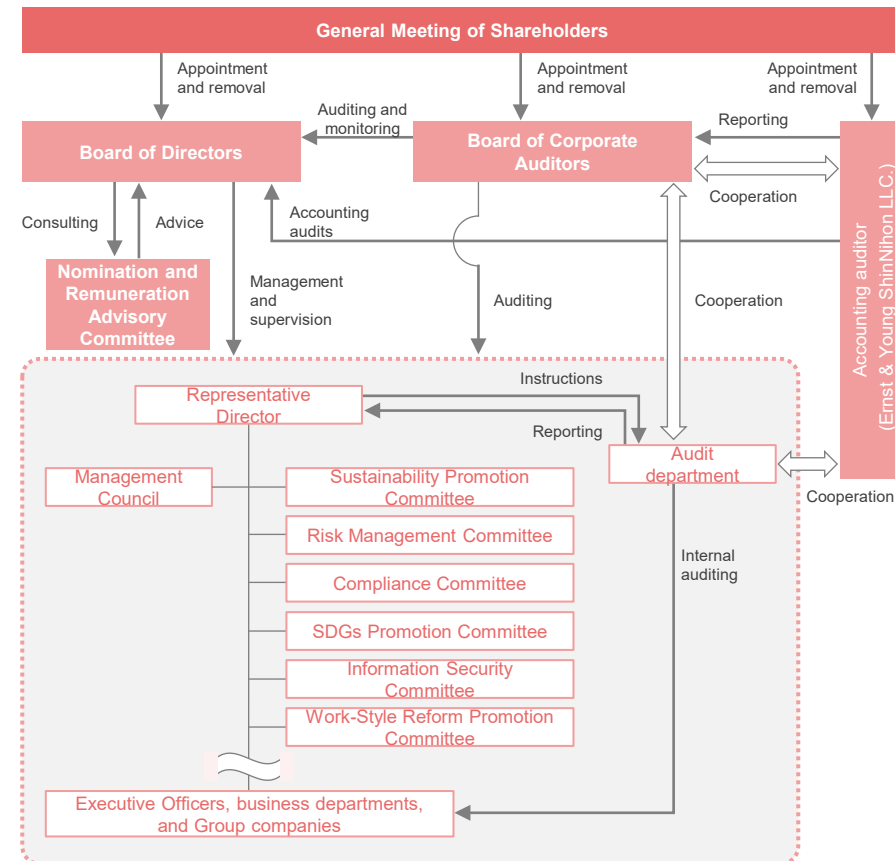 General Meeting of Shareholders
Appointment
and removal
Appointment
and removal
Appointment
and removal
Auditing and
monitoring
Reporting
Board of Directors
Board of Corporate
Auditors
Cooperation
Consulting
Advice
Accounting
audits
Accounting auditor
(Ernst & Young ShinNihon LLC.)
Nomination and
Remuneration
Advisory
Committee
Management
and
supervision
Auditing
Cooperation
Instructions
Representative
Director
Reporting
Audit
department
Cooperation
Management
Council
Sustainability Promotion
Committee
Risk Management Committee
Internal
auditing
Compliance Committee
SDGs Promotion Committee
Information Security
Committee
Work-Style Reform Promotion
Committee
Executive Officers, business departments,
and Group companies